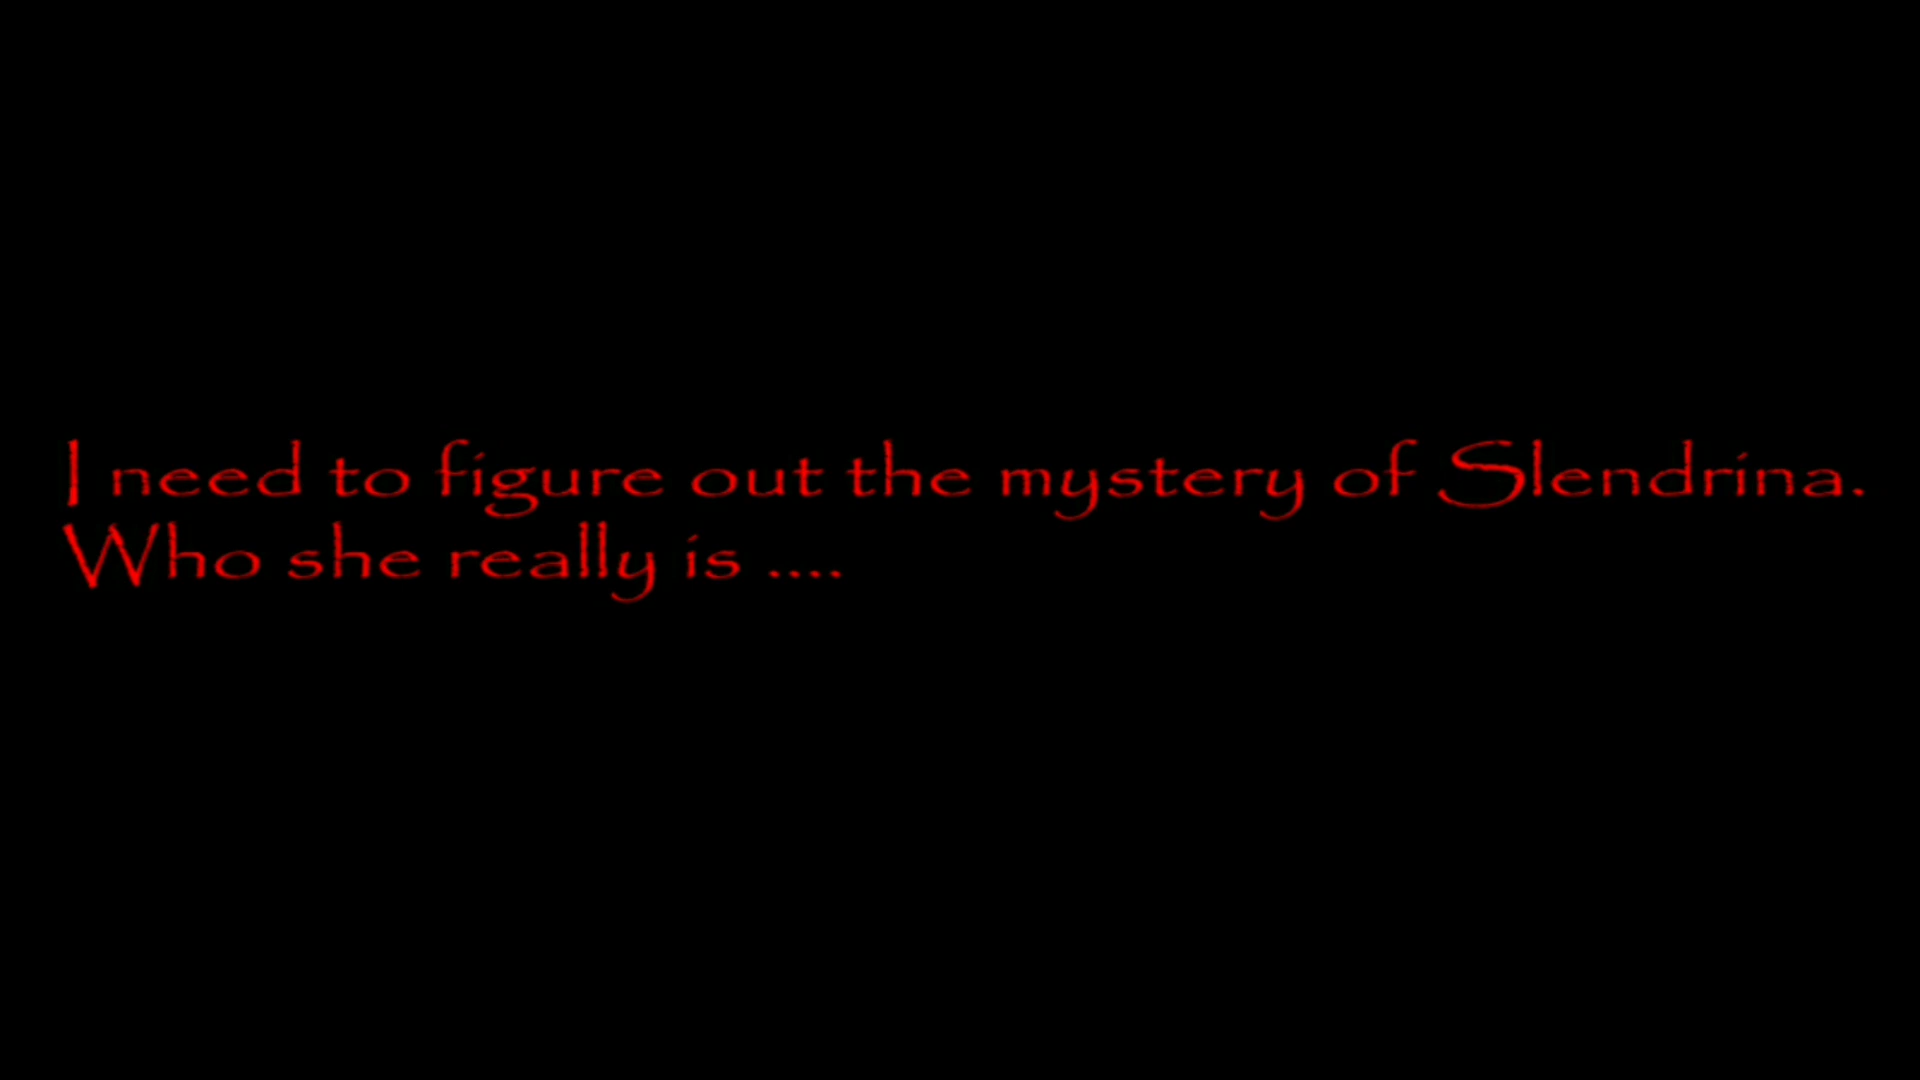 I need to figure out the mystery of Slendrina.
Who she really is ....